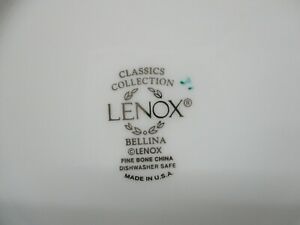 CLASSICS
COLLECTION
LENOX®
BELLINA
©LENOX
FINE BONE CHINA
DISHWASHER SAFE
MADE IN U.S.A